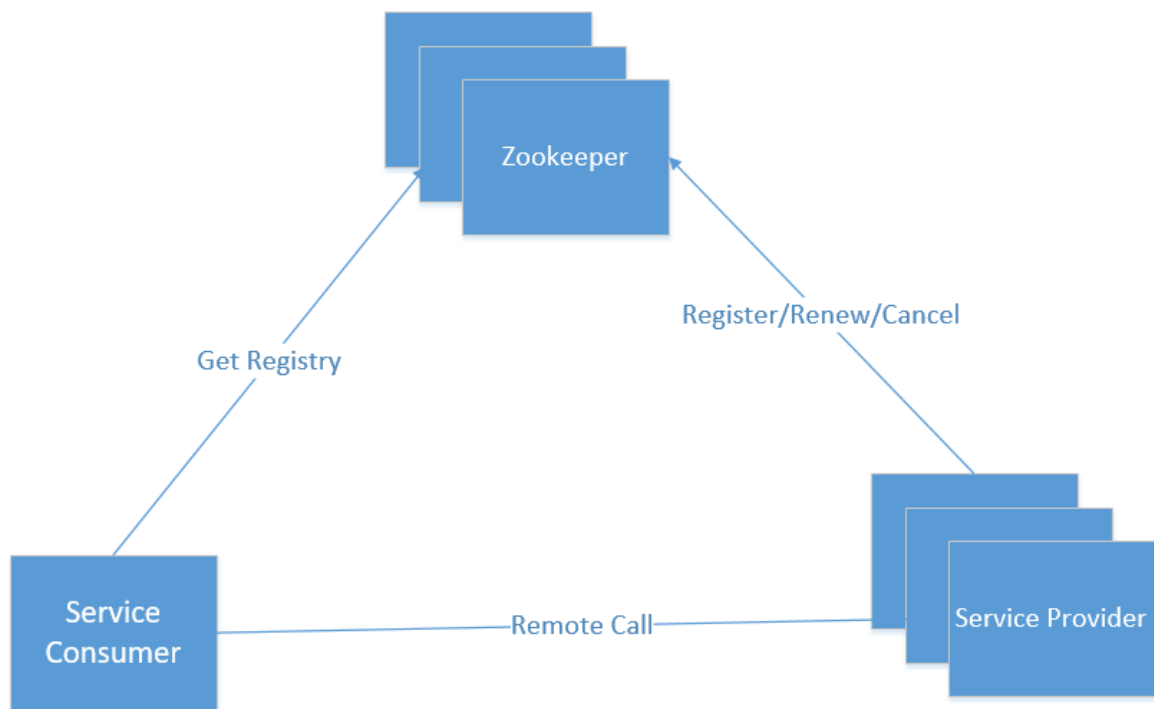 Zookeeper
Register/Renew/Cancel
Get Registry
Service
Consumer
Remote Call
Service Provider